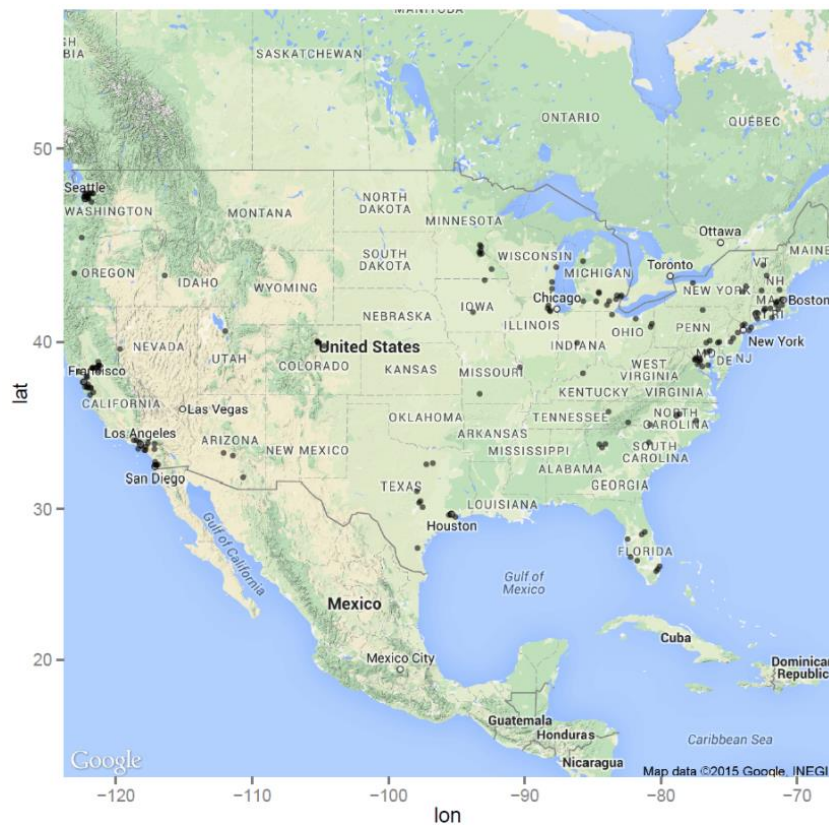 MANITOBA
SASKATCHEWAN
ONTARIO
QUÉBEC
50
Seattle
WASHINGTON
MONTANA
NORTH
DAKOTA
MINNESOTA
Ottawa
MAINE
OREGON
IDAHO
SOUTH
DAKOTA
WISCONSIN
MICHIGAN
Toronto
VT
NH
WYOMING
NEW YORK
MA
Boston
RI
IOWA
Chicago
NEBRASKA
ILLINOIS
OHIO
PENN
40
NEVADA
UTAH
United States
COLORADO
INDIANA
New York
MD
DE
NJ
Francisco
KANSAS
MISSOURI
WEST
VIRGINIA
VIRGINIA
KENTUCKY
CALIFORNIA
Las Vegas
OKLAHOMA
TENNESSEE
NORTH
CAROLINA
lat
Los Angeles
ARIZONA
NEW MEXICO
ARKANSAS
MISSISSIPPI
SOUTH
CAROLINA
ALABAMA
San Diego
TEXAS
LOUISIANA
GEORGIA
30
Houston
Gulf of California
FLORIDA
Gulf of
Mexico
Mexico
Cuba
20
Mexico City
Dominican
Republic
Guatemala
Honduras
Caribbean Sea
Nicaragua
Google
Map data ©2015 Google, INEGI
−120
−110
−100
−90
−80
−70
lon